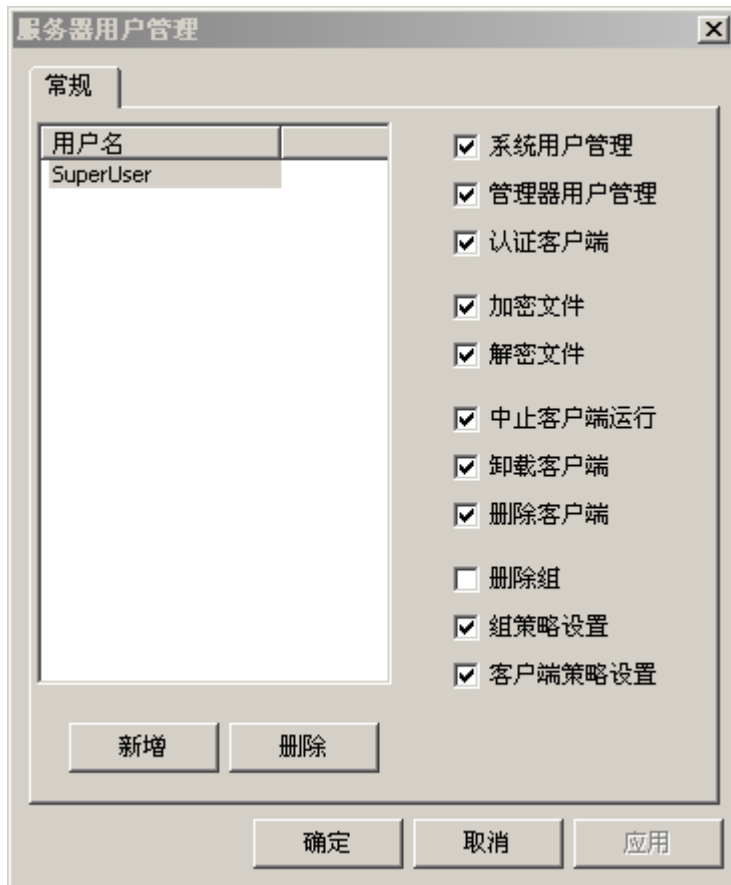 服务器用户管理
常规
用户名
SuperUser
系统用户管理
管理器用户管理
认证客户端
加密文件
解密文件
中止客户端运行
卸载客户端
删除客户端
删除组
组策略设置
客户端策略设置
新增 删除
确定 取消 应用